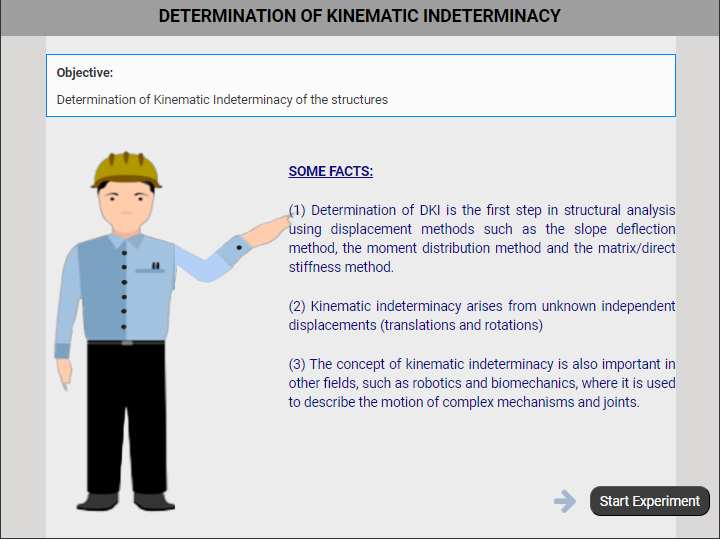 DETERMINATION OF KINEMATIC INDETERMINACY
Objective:
Determination of Kinematic Indeterminacy of the structures
SOME FACTS:
(1) Determination of DKI is the first step in structural analysis
using displacement methods such as the slope deflection
method, the moment distribution method and the matrix/direct
stiffness method.
(2) Kinematic indeterminacy arises from unknown independent
displacements (translations and rotations)
(3) The concept of kinematic indeterminacy is also important in
other fields, such as robotics and biomechanics, where it is used
to describe the motion of complex mechanisms and joints.
Start Experiment